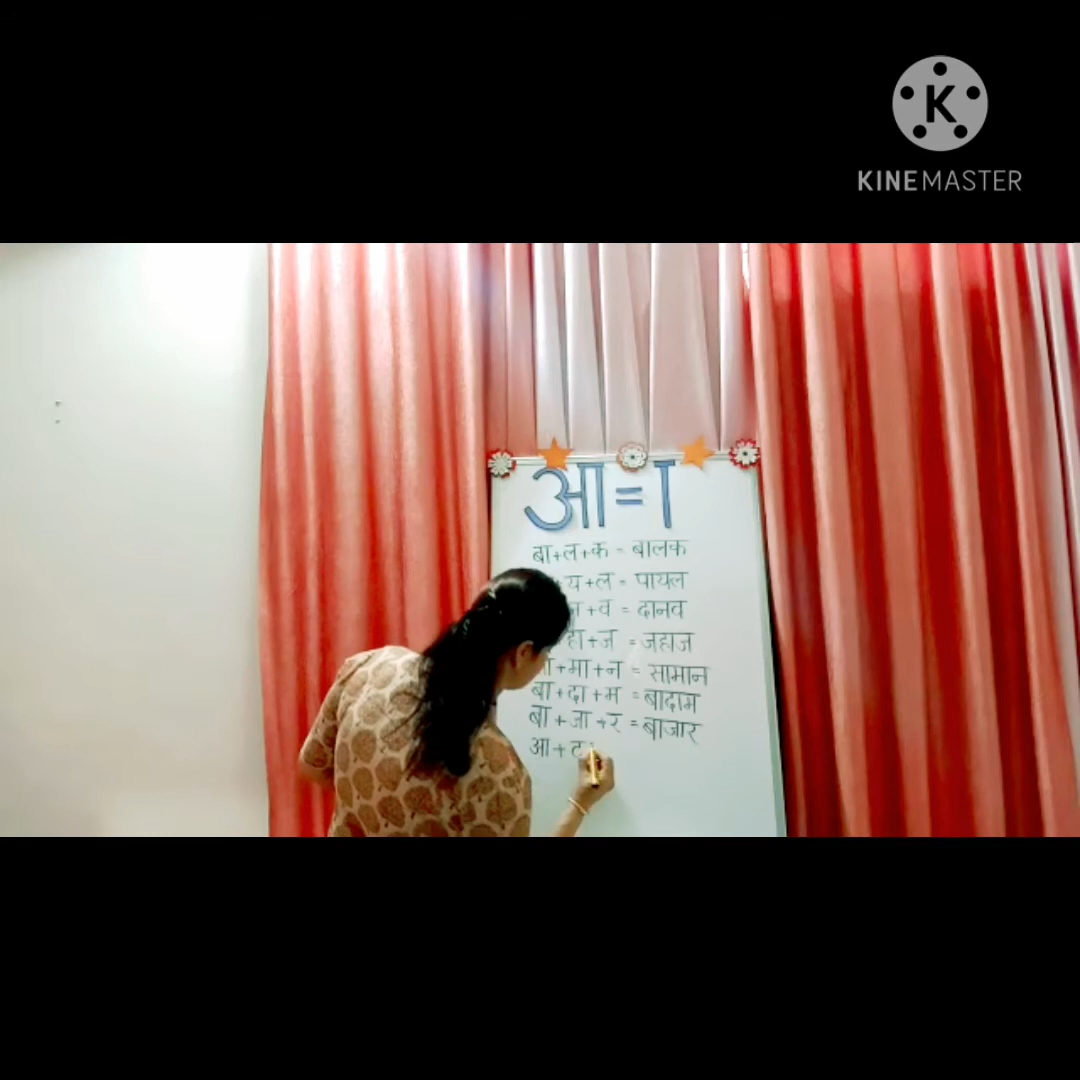 KINEMASTER
आ = ा
बा+ल+क = बालक
+य+ल = पायल
+व = दानव
हा+ज = जहाज
+मा+न = सामान
बा+दा+म = बादाम
बा+जा+र = बाजार
आ+